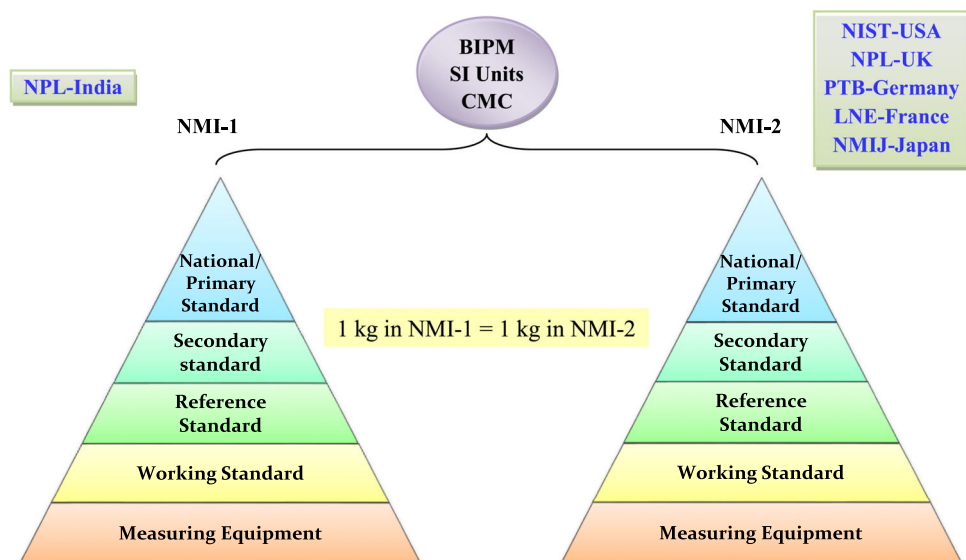 BIPM
SI Units
CMC
NPL-India
NIST-USA
NPL-UK
PTB-Germany
LNE-France
NMIJ-Japan
NMI-1
NMI-2
National/
Primary
Standard
Secondary
standard
Reference
Standard
Working Standard
Measuring Equipment
1 kg in NMI-1 = 1 kg in NMI-2
National/
Primary
Standard
Secondary
Standard
Reference
Standard
Working Standard
Measuring Equipment